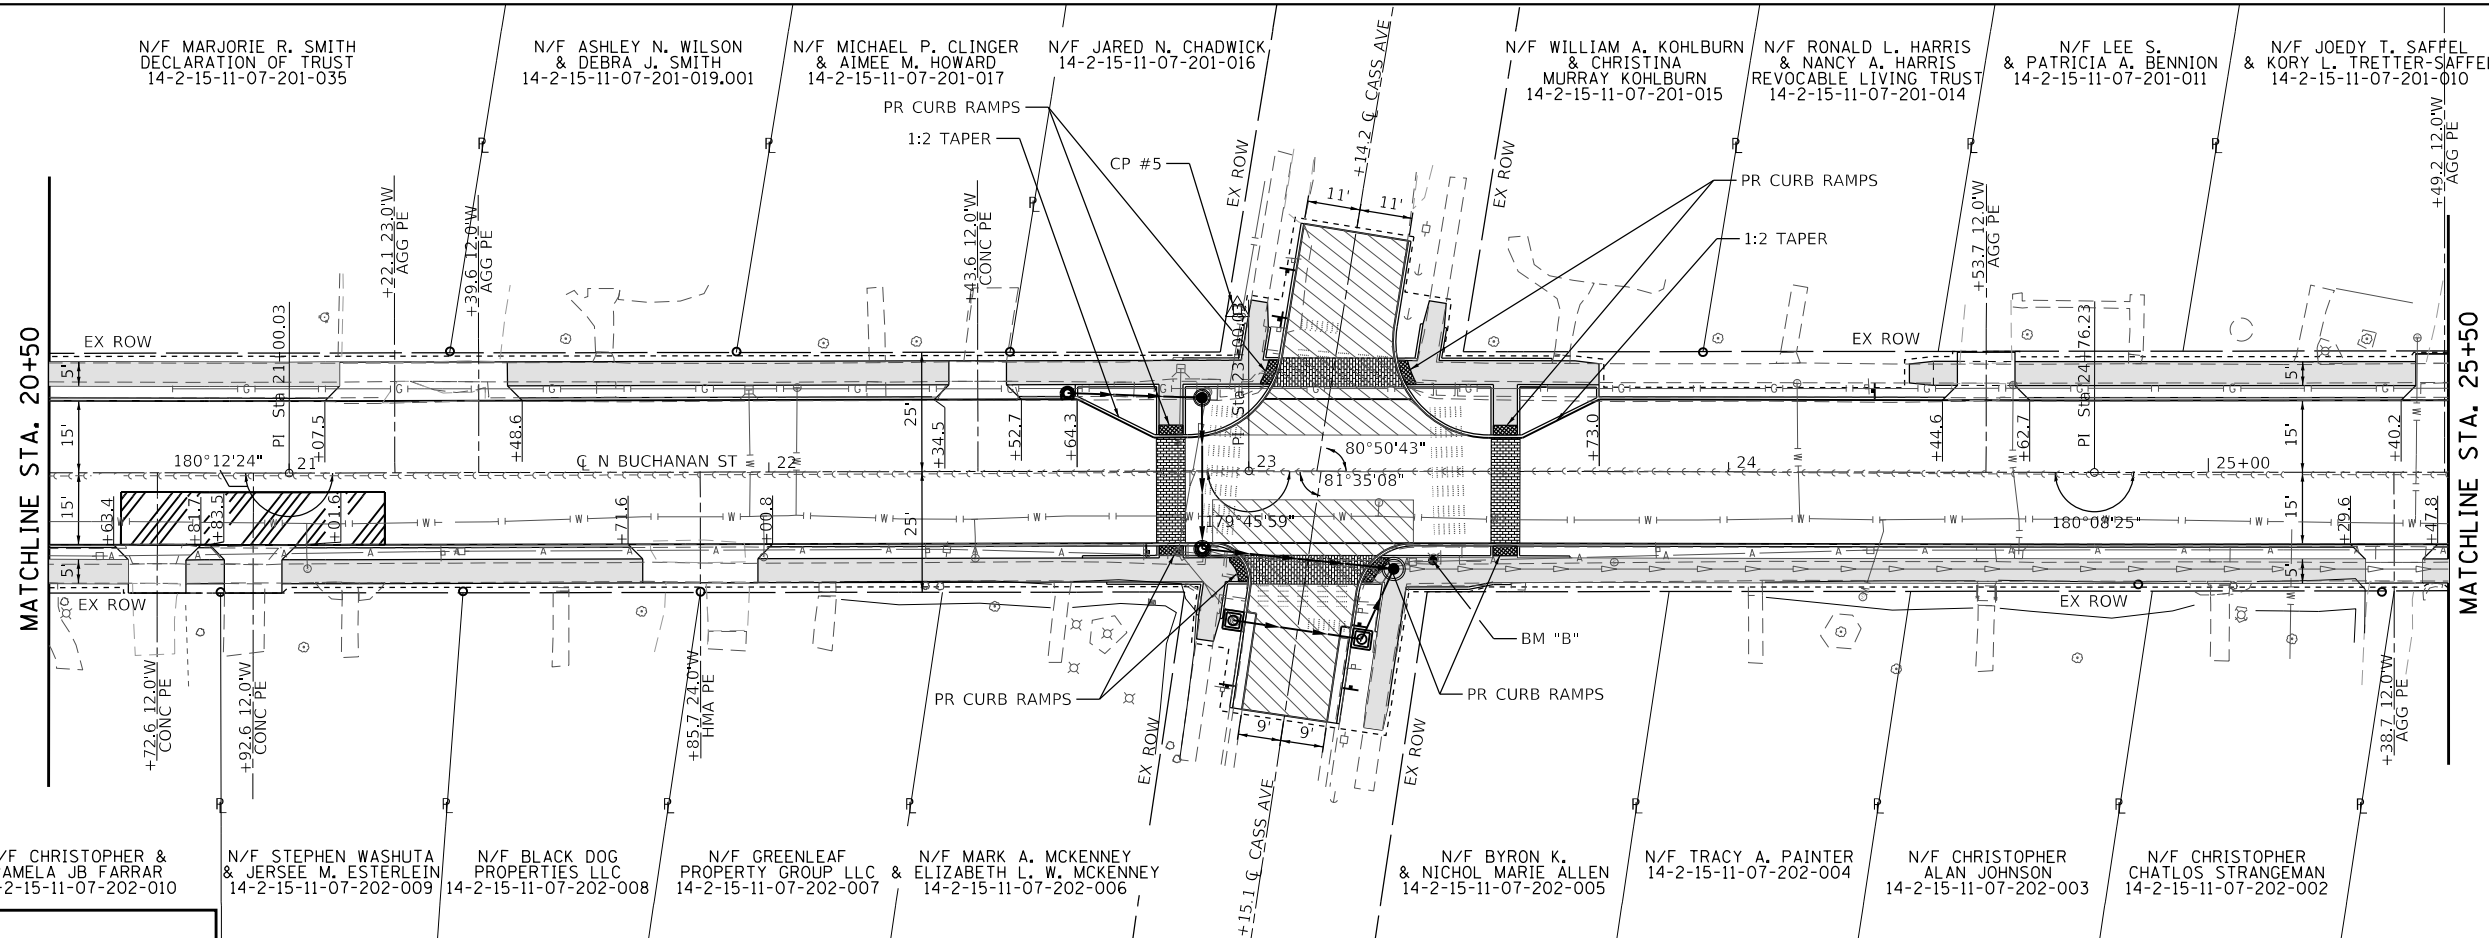 N/F MARJORIE R. SMITH
DECLARATION OF TRUST
14-2-15-11-07-201-035
N/F ASHLEY N. WILSON
& DEBRA J. SMITH
14-2-15-11-07-201-019.001
N/F MICHAEL P. CLINGER
& AIMEE M. HOWARD
14-2-15-11-07-201-017
N/F JARED N. CHADWICK
14-2-15-11-07-201-016
N/F WILLIAM A. KOHLBURN
& CHRISTINA
MURRAY KOHLBURN
14-2-15-11-07-201-015
N/F RONALD L. HARRIS
& NANCY A. HARRIS
REVOCABLE LIVING TRUST
14-2-15-11-07-201-014
N/F LEE S.
& PATRICIA A. BENNION
14-2-15-11-07-201-011
N/F JOEDY T. SAFFEL
& KORY L. TRETTER-SAFFEL
14-2-15-11-07-201-010
PR CURB RAMPS
1:2 TAPER
CP #5
EX ROW
+14.2 ℄ CASS AVE
EX ROW
PR CURB RAMPS
1:2 TAPER
11'
11'
+22.1 23.0'W
AGG PE
+39.6 12.0'W
AGG PE
+43.6 12.0'W
CONC PE
+53.7 12.0'W
AGG PE
+49.2 12.0'W
AGG PE
MATCHLINE STA. 20+50
MATCHLINE STA. 25+50
EX ROW
EX ROW
5'
15'
15'
5'
PI Sta 21+00.03
+07.5
+48.6
+34.5
+52.7
+64.3
PI Sta 23+00.03
+73.0
+44.6
+62.7
PI Sta 24+76.23
+40.2
25'
25'
5'
15'
15'
5'
180°12'24"
21
℄ N BUCHANAN ST
22
23
80°50'43"
81°35'08"
179°45'59"
24
25+00
180°08'25"
+63.4
+81.7
+83.5
+01.6
+71.6
+00.8
+29.6
+47.8
EX ROW
EX ROW
BM "B"
PR CURB RAMPS
PR CURB RAMPS
9'
9'
+72.6 12.0'W
CONC PE
+92.6 12.0'W
CONC PE
+85.7 24.0'W
HMA PE
EX ROW
EX ROW
+38.7 12.0'W
AGG PE
+15.1 ℄ CASS AVE
/F CHRISTOPHER &
AMELA JB FARRAR
-2-15-11-07-202-010
N/F STEPHEN WASHUTA
& JERSEE M. ESTERLEIN
14-2-15-11-07-202-009
N/F BLACK DOG
PROPERTIES LLC
14-2-15-11-07-202-008
N/F GREENLEAF
PROPERTY GROUP LLC
14-2-15-11-07-202-007
N/F MARK A. MCKENNEY
& ELIZABETH L. W. MCKENNEY
14-2-15-11-07-202-006
N/F BYRON K.
& NICHOL MARIE ALLEN
14-2-15-11-07-202-005
N/F TRACY A. PAINTER
14-2-15-11-07-202-004
N/F CHRISTOPHER
ALAN JOHNSON
14-2-15-11-07-202-003
N/F CHRISTOPHER
CHATLOS STRANGEMAN
14-2-15-11-07-202-002